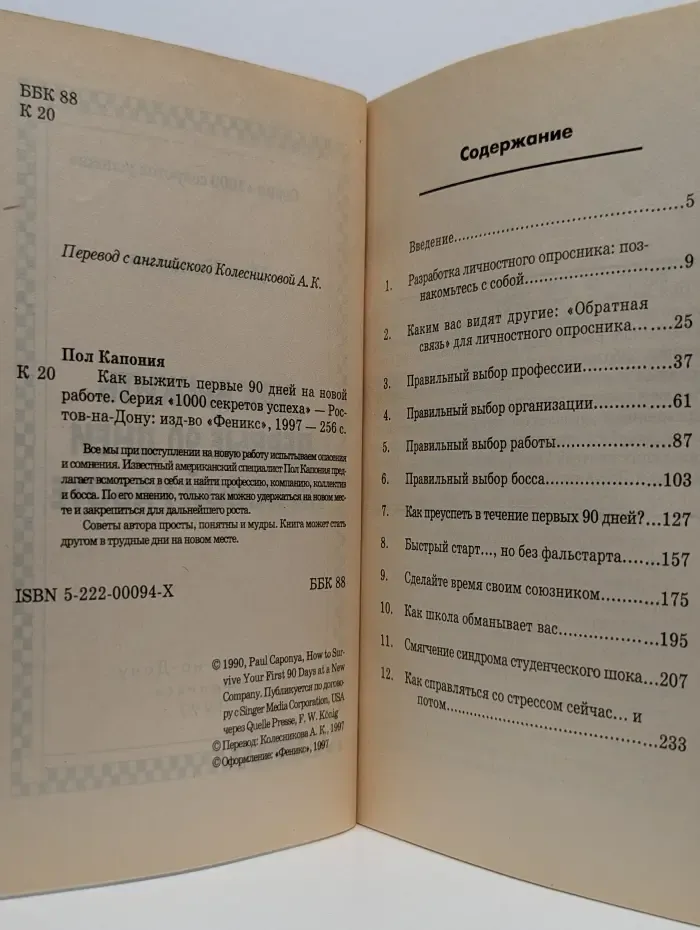 ББК 88
К 20
Перевод с английского Колесниковой А. К.
Пол Капония
К 20 Как выжить первые 90 дней на новой
работе. Серия «1000 секретов успеха» — Рос-
тов-на-Дону: изд-во «Феникс», 1997 — 256 с.
Все мы при поступлении на новую работу испытываем опасения
и сомнения. Известный американский специалист Пол Капония пред-
лагает всмотреться в себя и найти профессию, компанию, коллектив
и босса. По его мнению, только так можно удержаться на новом мес-
те и закрепиться для дальнейшего роста.
Советы автора просты, понятны и мудры. Книга может стать
другом в трудные дни на новом месте.
ISBN 5-222-00094-X
ББК 88
© 1990, Paul Caponya, How to Sur-
vive Your First 90 Days at a New
Company. Публикуется по догово-
ру с Singer Media Corporation, USA
через Quelle Presse, F. W. König
© Перевод: Колесникова А. К., 1997
© Оформление: «Феникс», 1997
Содержание
Введение.....5
1. Разработка личностного опросника: поз-
накомьтесь с собой.....9
2. Каким вас видят другие: «Обратная
связь» для личностного опросника...25
3. Правильный выбор профессии.....37
4. Правильный выбор организации.....61
5. Правильный выбор работы.....87
6. Правильный выбор босса.....103
7. Как преуспеть в течение первых 90 дней?...127
8. Быстрый старт..., но без фальстарта.....157
9. Сделайте время своим союзником.....175
10. Как школа обманывает вас.....195
11. Смягчение синдрома студенческого шока...207
12. Как справляться со стрессом сейчас... и
потом.....233